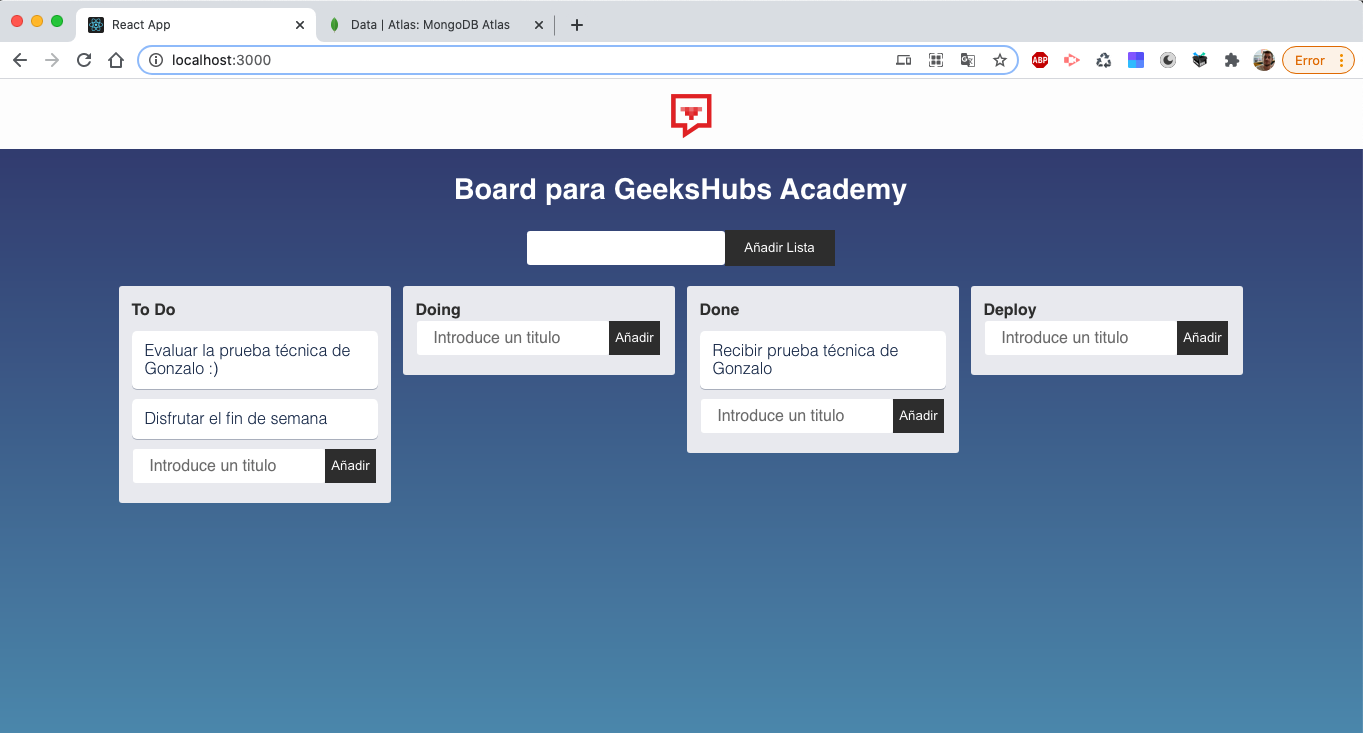 React App
Data | Atlas: MongoDB Atlas
localhost:3000
ABP
Error
Board para GeeksHubs Academy
Añadir Lista
To Do
Evaluar la prueba técnica de
Gonzalo :)
Disfrutar el fin de semana
Introduce un titulo
Añadir
Doing
Introduce un titulo
Añadir
Done
Recibir prueba técnica de
Gonzalo
Introduce un titulo
Añadir
Deploy
Introduce un titulo
Añadir